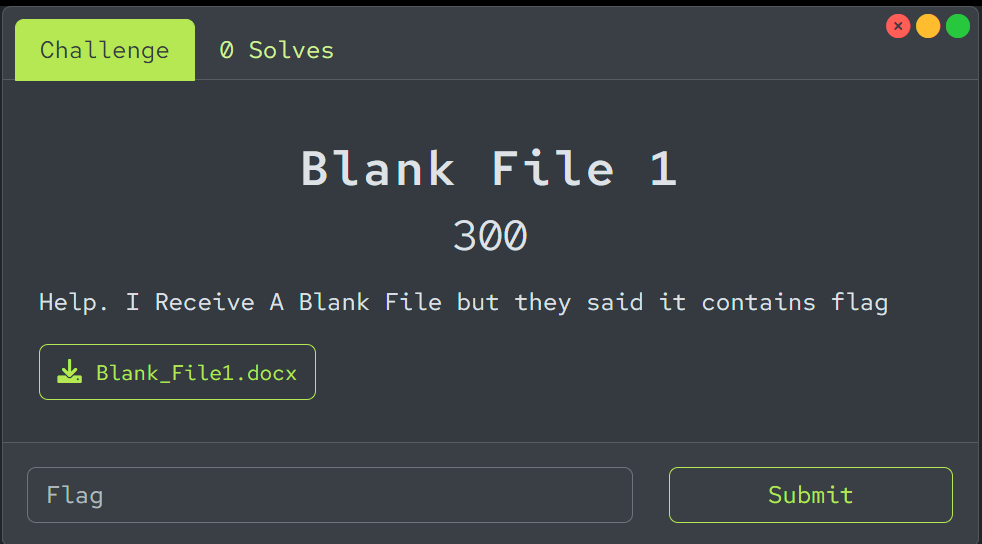 Challenge
0 Solves
Blank File 1
300
Help. I Receive A Blank File but they said it contains flag
Blank_File1.docx
Flag
Submit